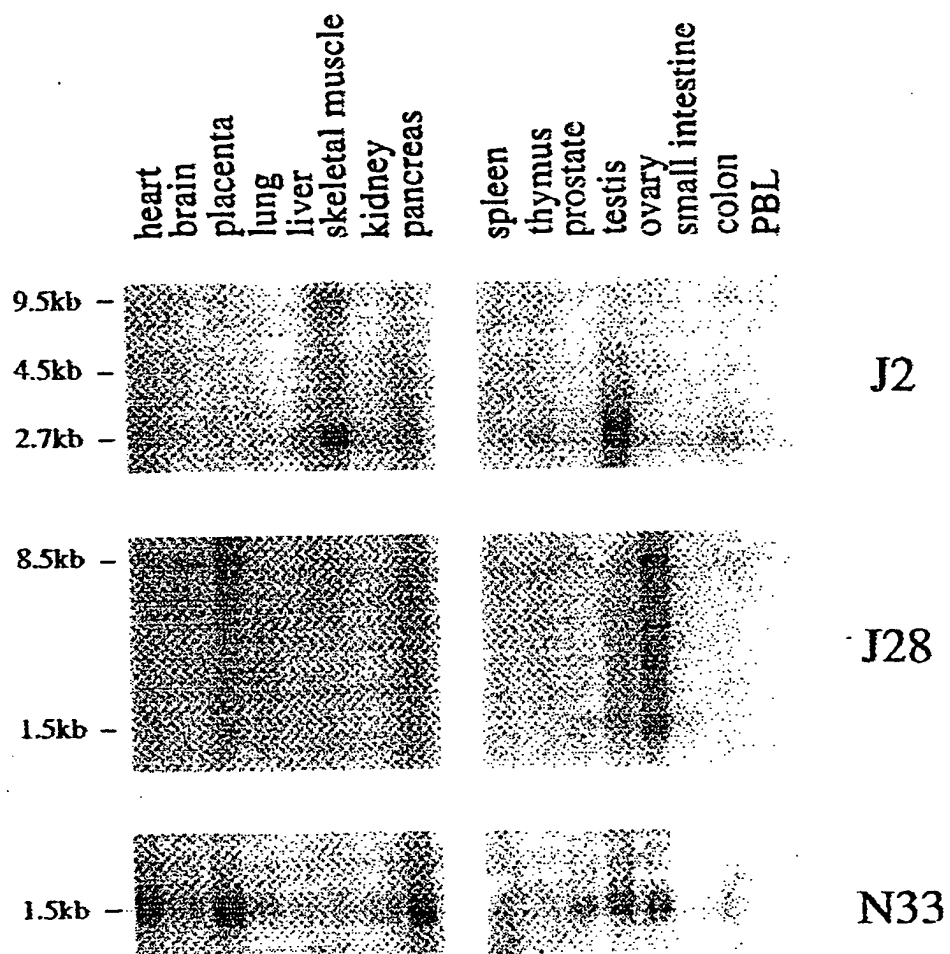 heart
brain
placenta
lung
liver
skeletal muscle
kidney
pancreas
spleen
thymus
prostate
testis
ovary
small intestine
colon
PBL
9.5kb
4.5kb
2.7kb
J2
8.5kb
1.5kb
J28
1.5kb
N33